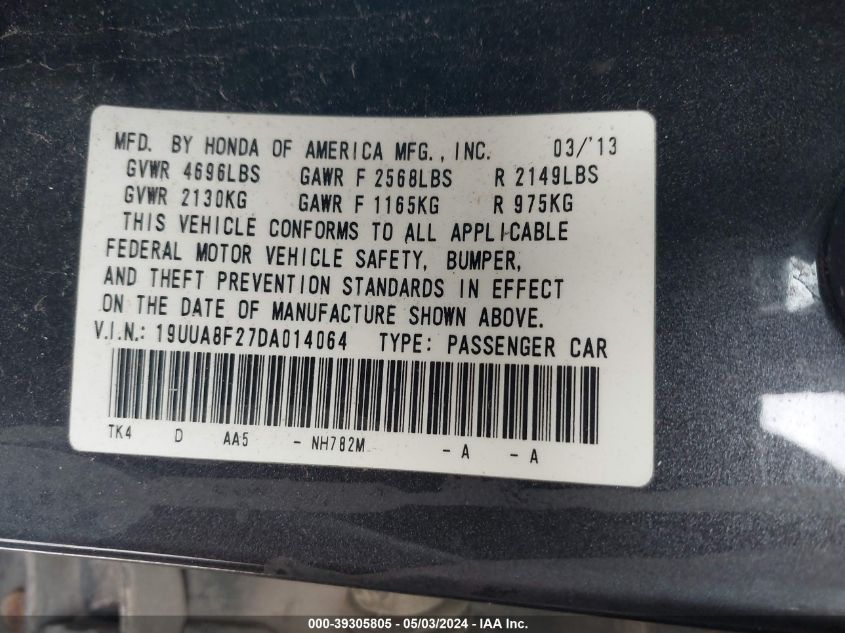 MFD. BY HONDA OF AMERICA MFG., INC. 03/'13
GVWR 4696LBS GAWR F 2568LBS R 2149LBS
GVWR 2130KG GAWR F 1165KG R 975KG
THIS VEHICLE CONFORMS TO ALL APPLICABLE
FEDERAL MOTOR VEHICLE SAFETY, BUMPER,
AND THEFT PREVENTION STANDARDS IN EFFECT
ON THE DATE OF MANUFACTURE SHOWN ABOVE.
V.I.N.: 19UUA8F27DA014064 TYPE: PASSENGER CAR
TK4 D AA5 - NH782M - A - A
000-39305805 - 05/03/2024 - IAA Inc.